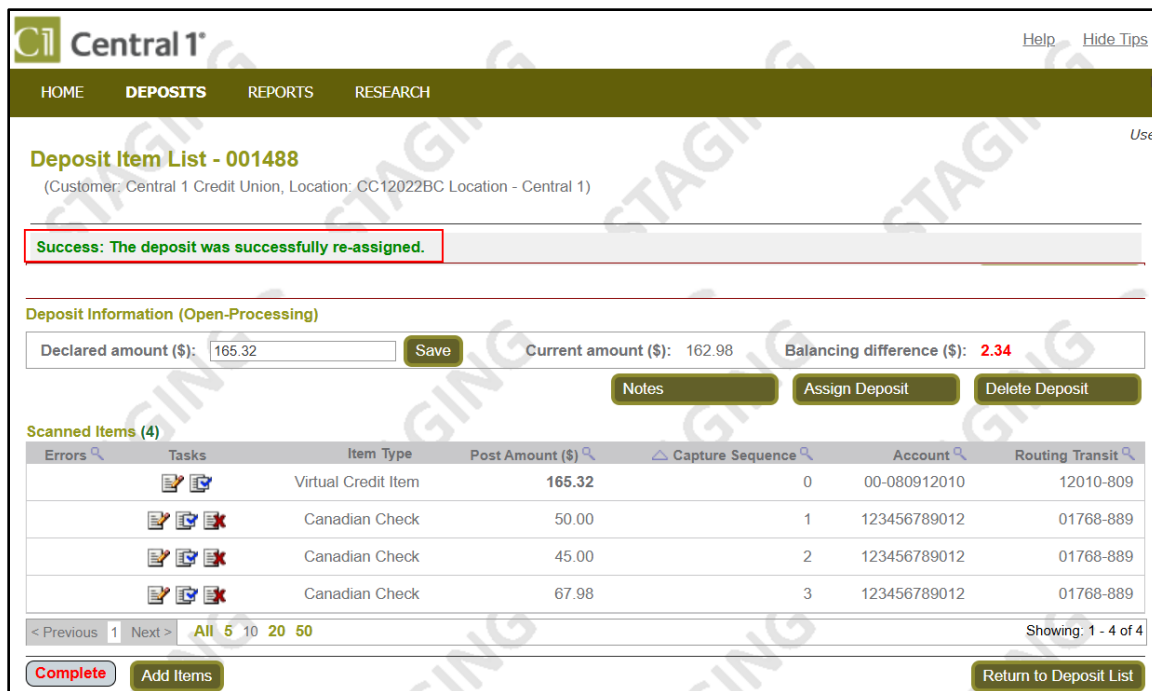 C1 Central 1
Help Hide Tips
HOME DEPOSITS REPORTS RESEARCH
Use
Deposit Item List - 001488
(Customer: Central 1 Credit Union, Location: CC12022BC Location - Central 1)
Success: The deposit was successfully re-assigned.
Deposit Information (Open-Processing)
Declared amount ($): 165.32 Save Current amount ($): 162.98 Balancing difference ($): 2.34
Notes Assign Deposit Delete Deposit
Scanned Items (4)
Errors Tasks Item Type Post Amount ($) Capture Sequence Account Routing Transit
Virtual Credit Item 165.32 0 00-080912010 12010-809
Canadian Check 50.00 1 123456789012 01768-889
Canadian Check 45.00 2 123456789012 01768-889
Canadian Check 67.98 3 123456789012 01768-889
< Previous 1 Next > All 5 10 20 50 Showing: 1 - 4 of 4
Complete Add Items Return to Deposit List
STAGING